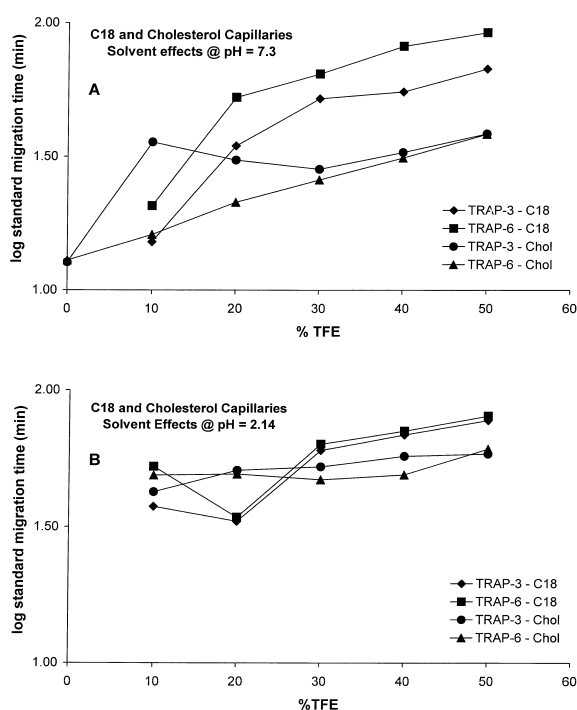 2.00
C18 and Cholesterol Capillaries
Solvent effects @ pH = 7.3
A
log standard migration time (min)
1.50
TRAP-3 - C18
TRAP-6 - C18
TRAP-3 - Chol
TRAP-6 - Chol
1.00
0 10 20 30 40 50 60
% TFE
2.00
C18 and Cholesterol Capillaries
Solvent Effects @ pH = 2.14
B
log standard migration time (min)
1.50
TRAP-3 - C18
TRAP-6 - C18
TRAP-3 - Chol
TRAP-6 - Chol
1.00
0 10 20 30 40 50 60
%TFE